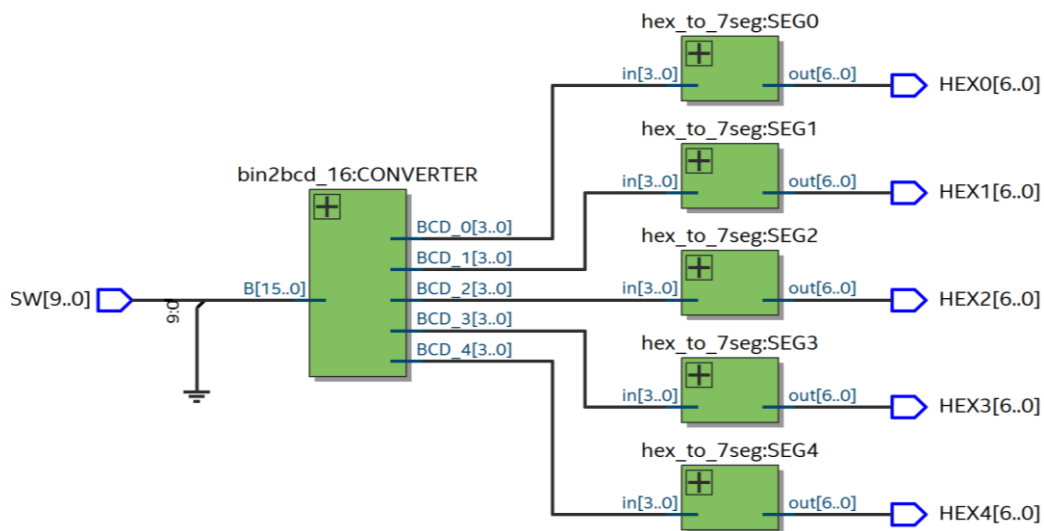 hex_to_7seg:SEG0
in[3..0]
out[6..0]
HEX0[6..0]
hex_to_7seg:SEG1
in[3..0]
out[6..0]
HEX1[6..0]
bin2bcd_16:CONVERTER
BCD_0[3..0]
BCD_1[3..0]
BCD_2[3..0]
BCD_3[3..0]
BCD_4[3..0]
SW[9..0]
9:0
B[15..0]
hex_to_7seg:SEG2
in[3..0]
out[6..0]
HEX2[6..0]
hex_to_7seg:SEG3
in[3..0]
out[6..0]
HEX3[6..0]
hex_to_7seg:SEG4
in[3..0]
out[6..0]
HEX4[6..0]